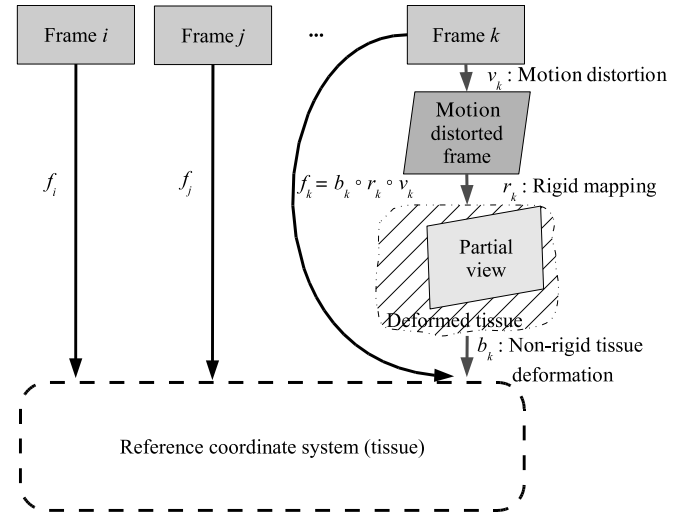 Frame i
Frame j
...
Frame k
v_k : Motion distortion
Motion
distorted
frame
f_i
f_j
f_k = b_k ∘ r_k ∘ v_k
r_k : Rigid mapping
Partial
view
Deformed tissue
b_k : Non-rigid tissue
deformation
Reference coordinate system (tissue)